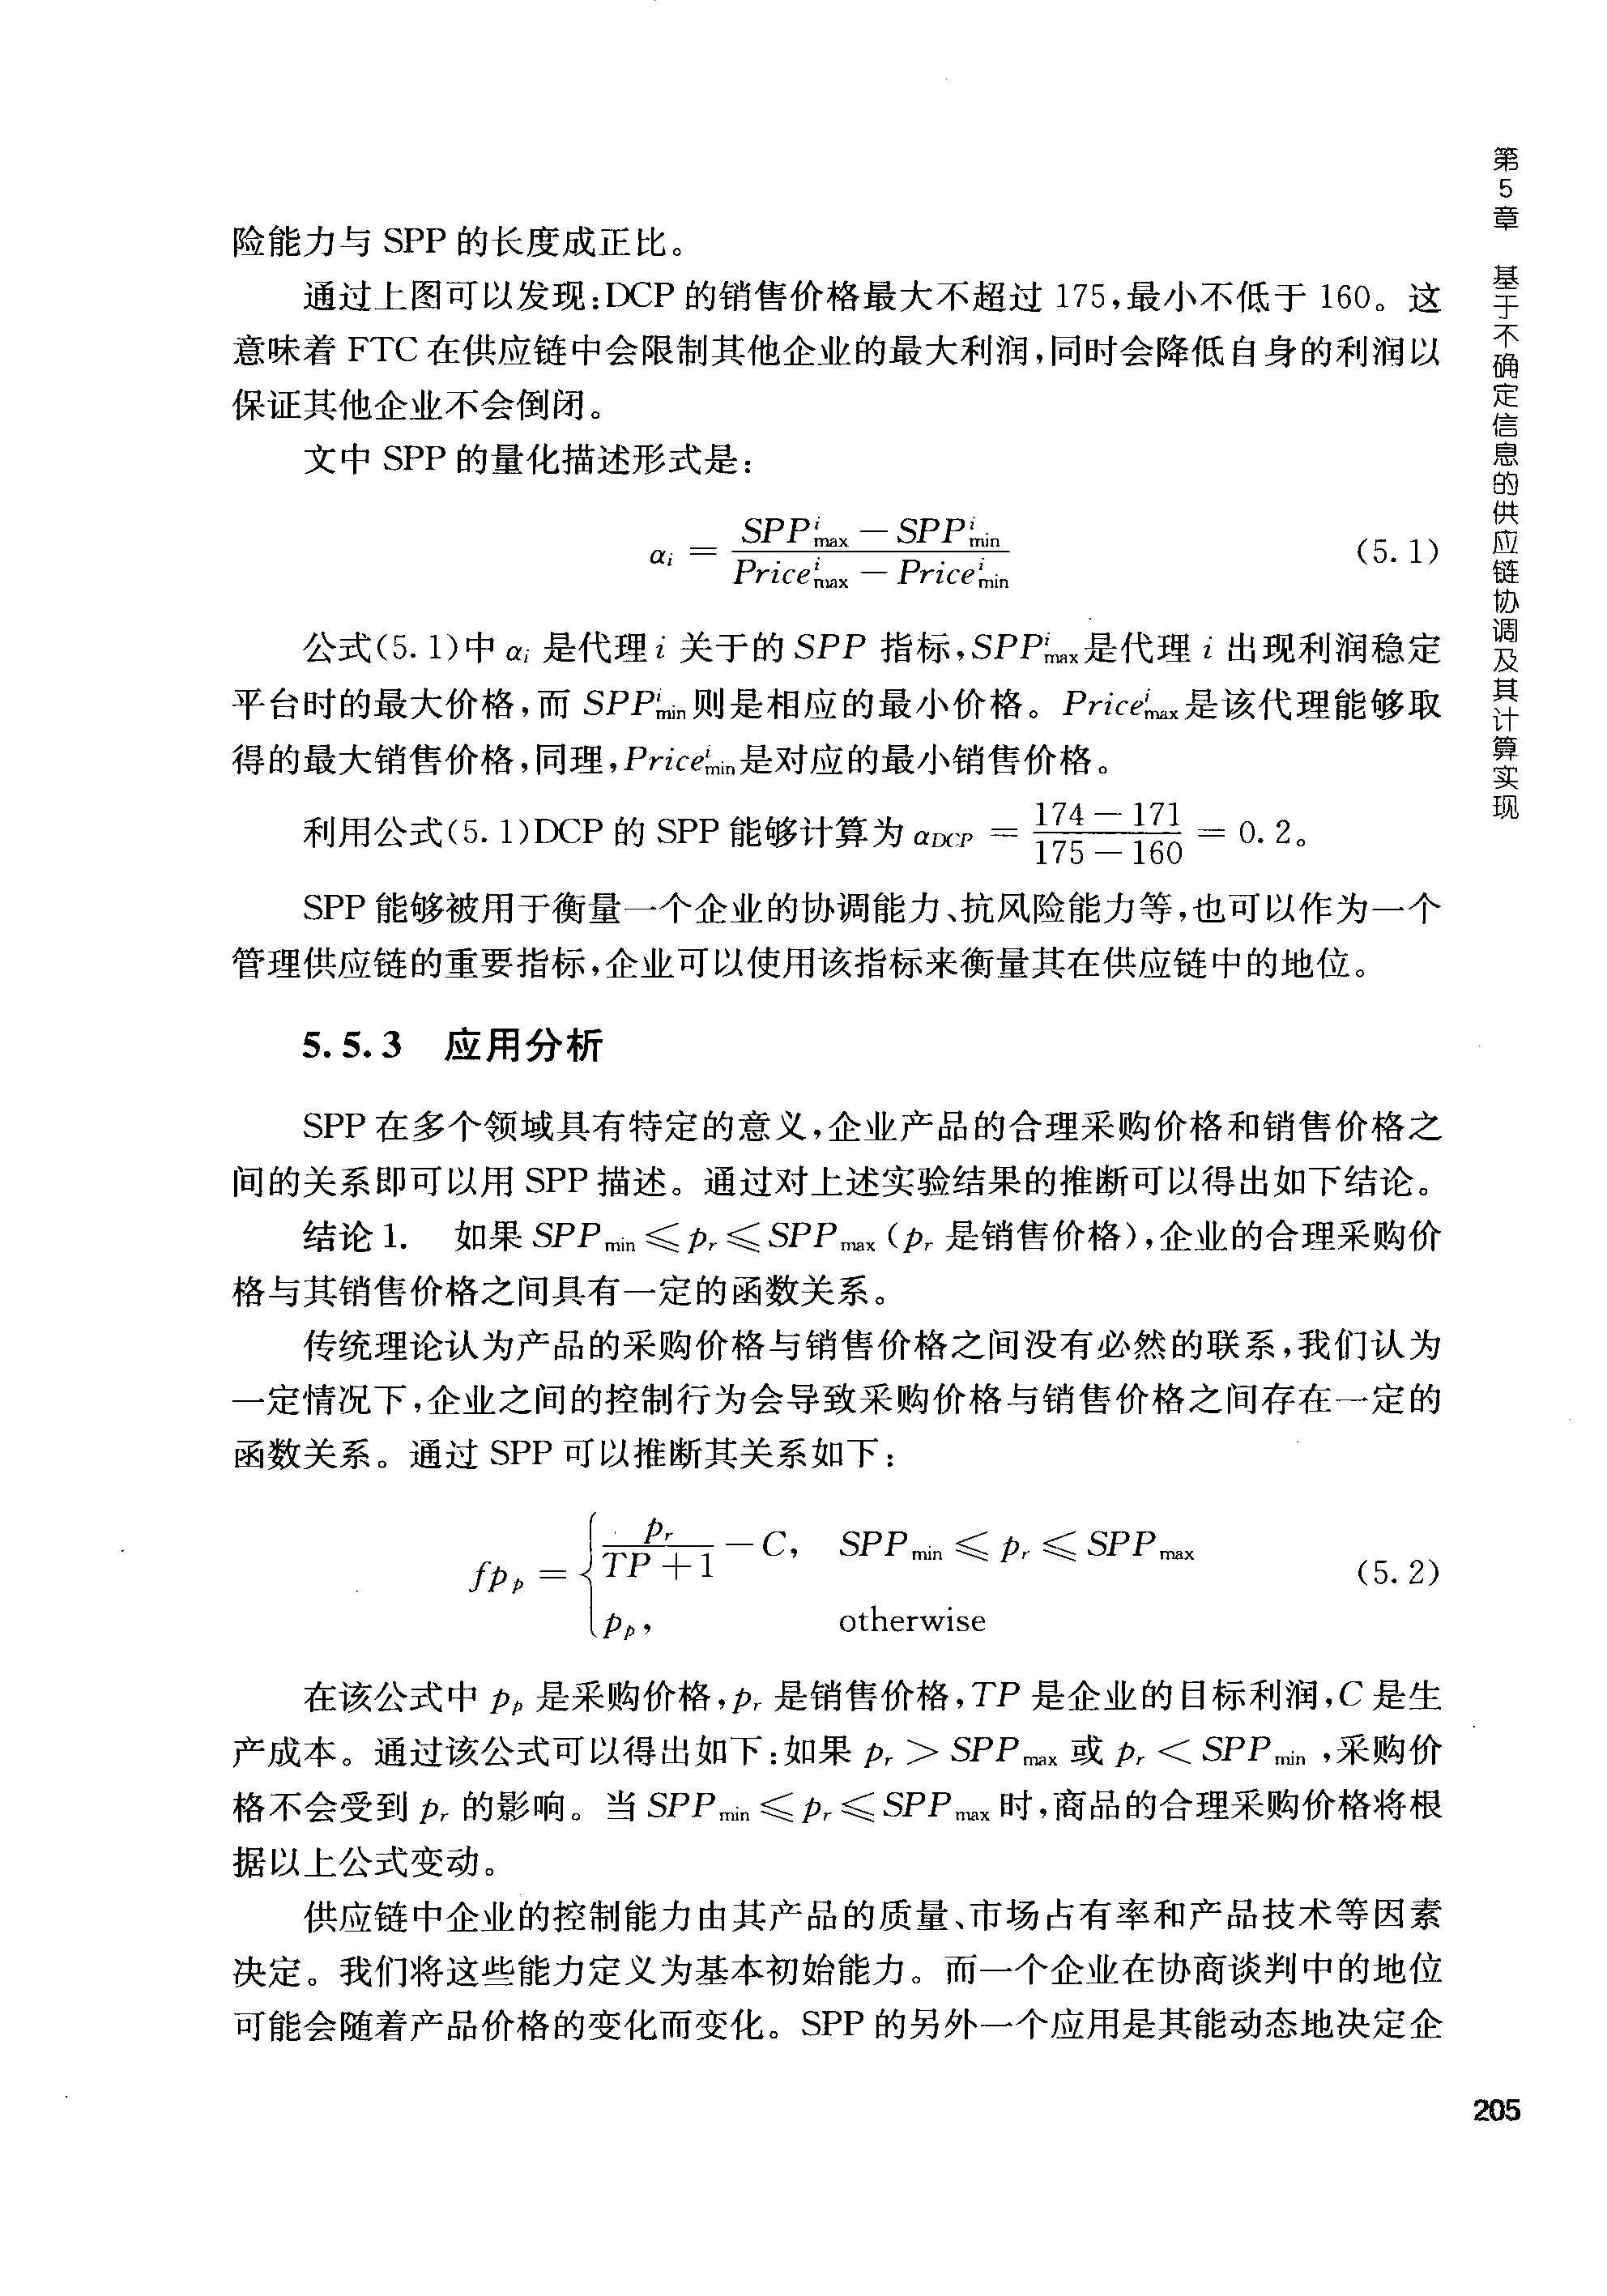 险能力与 SPP 的长度成正比。
通过上图可以发现:DCP 的销售价格最大不超过 175,最小不低于 160。这
意味着 FTC 在供应链中会限制其他企业的最大利润,同时会降低自身的利润以
保证其他企业不会倒闭。
文中 SPP 的量化描述形式是:
$\alpha_i = \frac{SPP^i_{\max} - SPP^i_{\min}}{Price^i_{\max} - Price^i_{\min}}$ (5.1)
公式(5.1)中 $\alpha_i$ 是代理 i 关于的 SPP 指标,$SPP^i_{\max}$是代理 i 出现利润稳定
平台时的最大价格,而 $SPP^i_{\min}$则是相应的最小价格。$Price^i_{\max}$是该代理能够取
得的最大销售价格,同理,$Price^i_{\min}$是对应的最小销售价格。
利用公式(5.1)DCP 的 SPP 能够计算为 $\alpha_{DCP} = \frac{174-171}{175-160} = 0.2$。
SPP 能够被用于衡量一个企业的协调能力、抗风险能力等,也可以作为一个
管理供应链的重要指标,企业可以使用该指标来衡量其在供应链中的地位。
5.5.3 应用分析
SPP 在多个领域具有特定的意义,企业产品的合理采购价格和销售价格之
间的关系即可以用 SPP 描述。通过对上述实验结果的推断可以得出如下结论。
结论 1. 如果 $SPP_{\min} \leqslant p_r \leqslant SPP_{\max}$($p_r$ 是销售价格),企业的合理采购价
格与其销售价格之间具有一定的函数关系。
传统理论认为产品的采购价格与销售价格之间没有必然的联系,我们认为
一定情况下,企业之间的控制行为会导致采购价格与销售价格之间存在一定的
函数关系。通过 SPP 可以推断其关系如下:
$fp_p = \begin{cases} \frac{p_r}{TP+1} - C, & SPP_{\min} \leqslant p_r \leqslant SPP_{\max} \\ p_p, & \text{otherwise} \end{cases}$ (5.2)
在该公式中 $p_p$ 是采购价格,$p_r$ 是销售价格,TP 是企业的目标利润,C 是生
产成本。通过该公式可以得出如下:如果 $p_r > SPP_{\max}$ 或 $p_r < SPP_{\min}$,采购价
格不会受到 $p_r$ 的影响。当 $SPP_{\min} \leqslant p_r \leqslant SPP_{\max}$ 时,商品的合理采购价格将根
据以上公式变动。
供应链中企业的控制能力由其产品的质量、市场占有率和产品技术等因素
决定。我们将这些能力定义为基本初始能力。而一个企业在协商谈判中的地位
可能会随着产品价格的变化而变化。SPP 的另外一个应用是其能动态地决定企
第5章 基于不确定信息的供应链协调及其计算实现
205